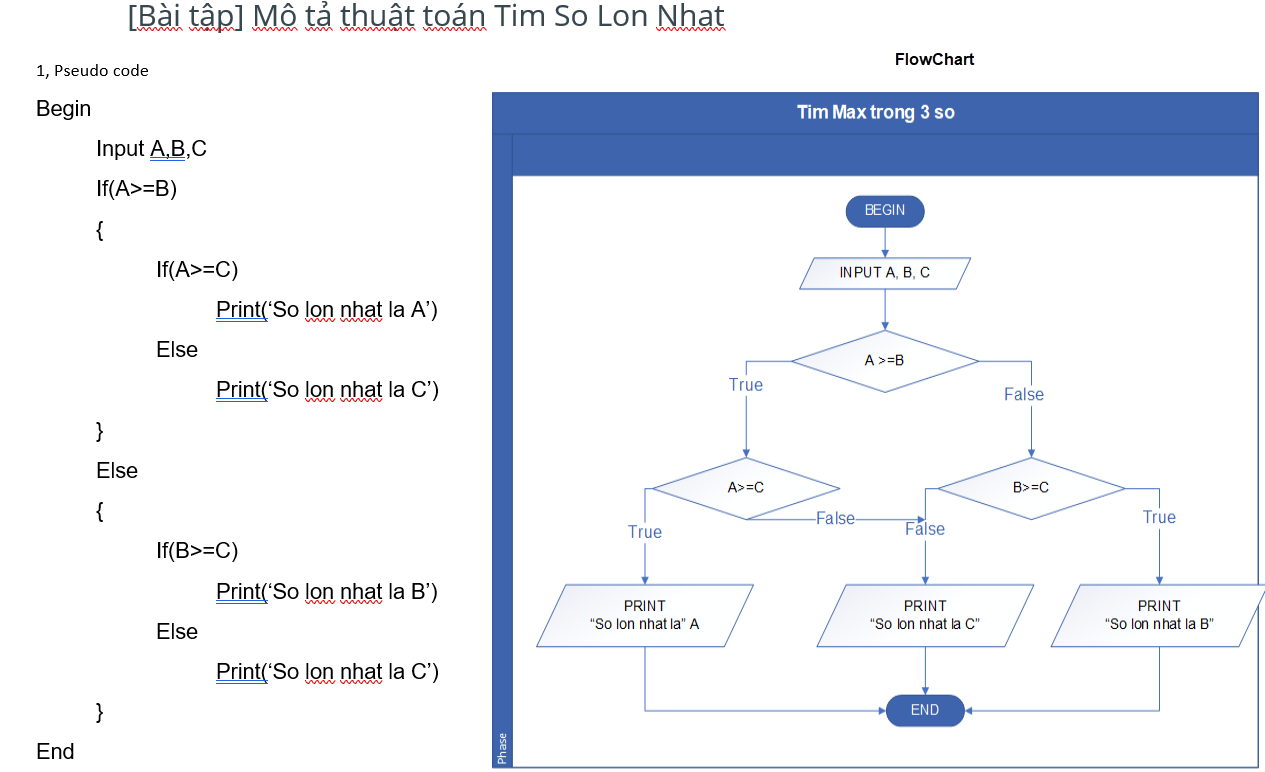 [Bài tập] Mô tả thuật toán Tim So Lon Nhat
1, Pseudo code
Begin
Input A,B,C
If(A>=B)
{
If(A>=C)
Print(‘So lon nhat la A’)
Else
Print(‘So lon nhat la C’)
}
Else
{
If(B>=C)
Print(‘So lon nhat la B’)
Else
Print(‘So lon nhat la C’)
}
End
FlowChart
Tim Max trong 3 so
BEGIN
INPUT A, B, C
A >=B
True
False
A>=C
B>=C
True
False
False
True
PRINT
“So lon nhat la” A
PRINT
“So lon nhat la C”
PRINT
“So lon nhat la B”
END
Phase